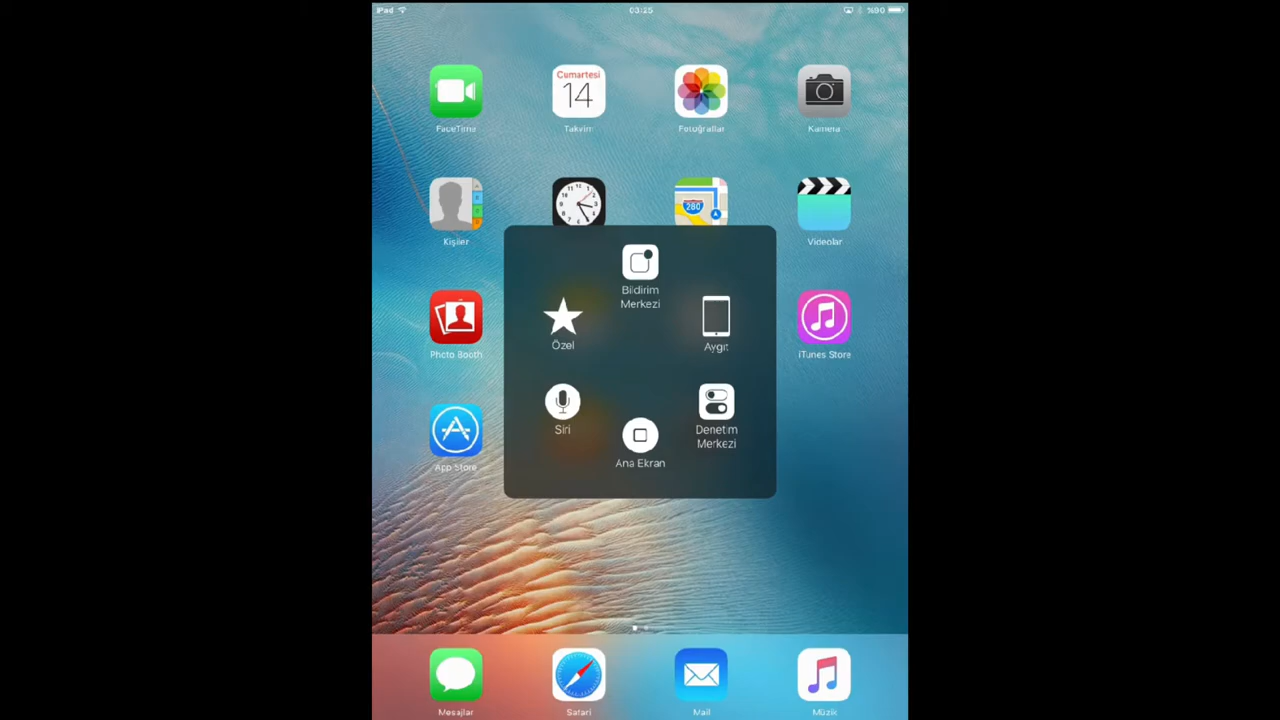 iPad
03:25
%90
Cumartesi
14
FaceTime
Takvim
Fotoğraflar
Kamera
280
Kişiler
Videolar
Bildirim
Merkezi
Özel
Aygıt
Photo Booth
iTunes Store
Siri
Denetim
Merkezi
Ana Ekran
App Store
Mesajlar
Safari
Mail
Müzik